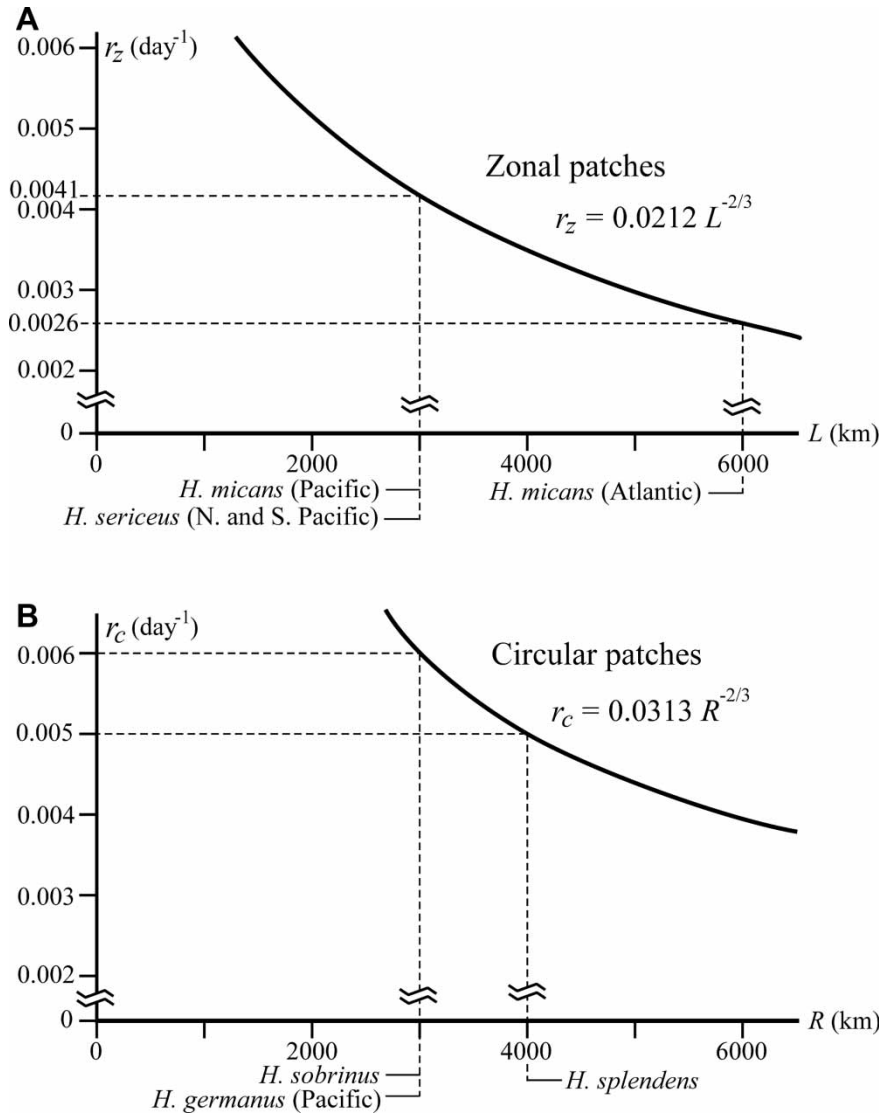 A
r_z (day⁻¹)
0.006
0.005
0.0041
0.004
0.003
0.0026
0.002
0
Zonal patches
r_z = 0.0212 L^-2/3
0 2000 4000 6000 L (km)
H. micans (Pacific)
H. sericeus (N. and S. Pacific)
H. micans (Atlantic)
B
r_c (day⁻¹)
0.006
0.005
0.004
0.003
0.002
0
Circular patches
r_c = 0.0313 R^-2/3
0 2000 4000 6000 R (km)
H. sobrinus
H. germanus (Pacific)
H. splendens